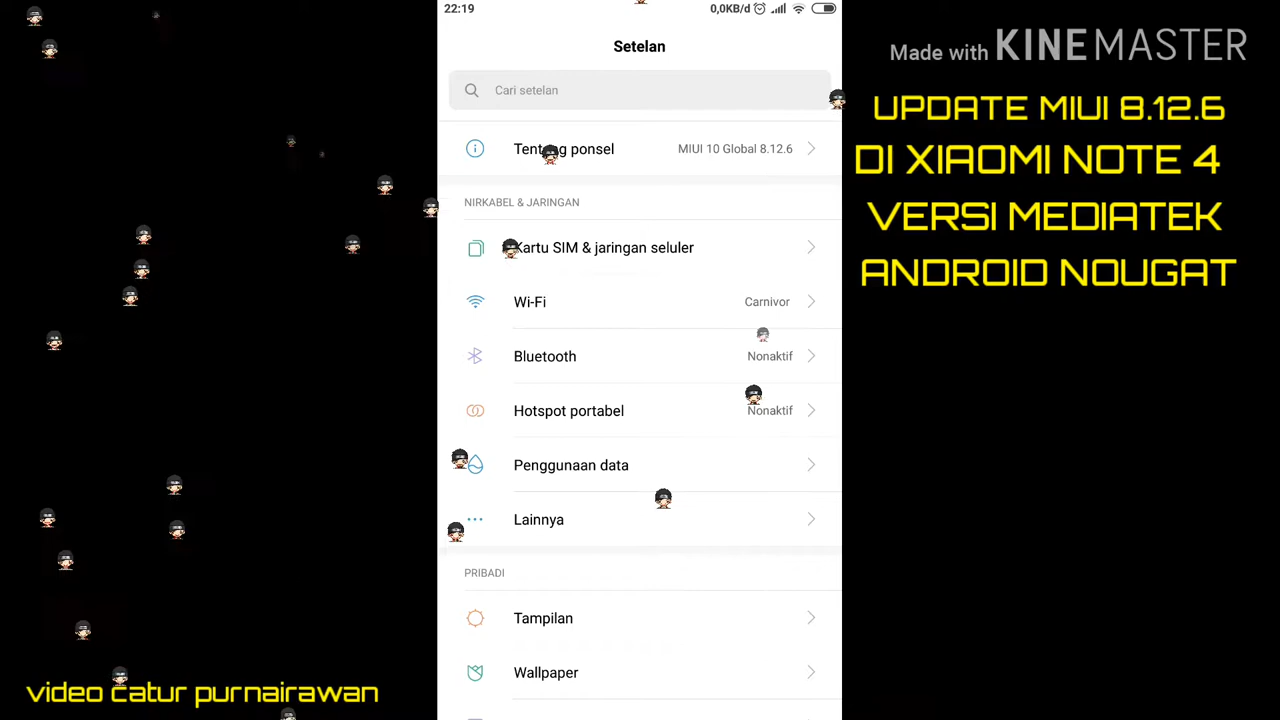 22:19
0,0KB/d
Setelan
Cari setelan
Tentang ponsel MIUI 10 Global 8.12.6
NIRKABEL & JARINGAN
Kartu SIM & jaringan seluler
Wi-Fi Carnivor
Bluetooth Nonaktif
Hotspot portabel Nonaktif
Penggunaan data
Lainnya
PRIBADI
Tampilan
Wallpaper
Made with KINEMASTER
UPDATE MIUI 8.12.6
DI XIAOMI NOTE 4
VERSI MEDIATEK
ANDROID NOUGAT
video catur purnairawan